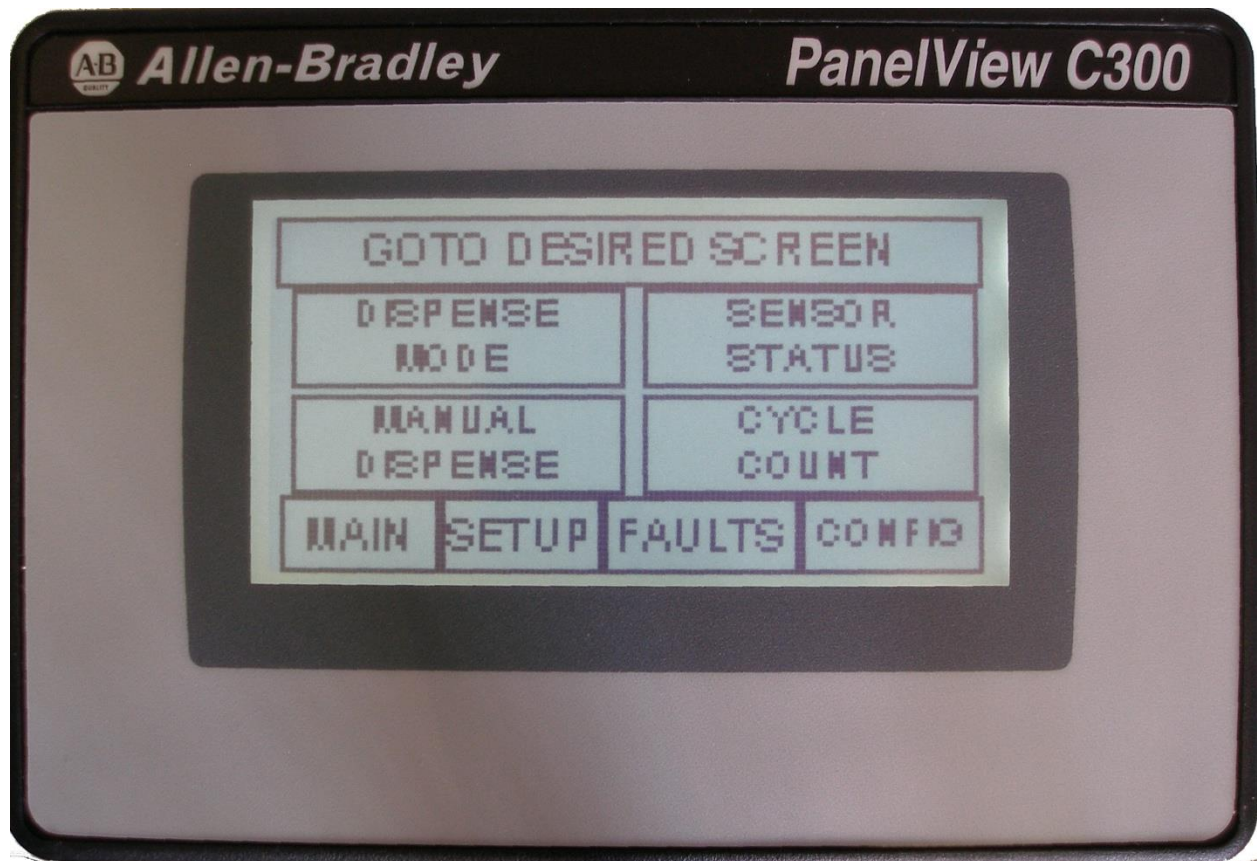 A·B QUALITY Allen-Bradley PanelView C300
GOTO DESIRED SCREEN
DISPENSE MODE
SENSOR STATUS
MANUAL DISPENSE
CYCLE COUNT
MAIN SETUP FAULTS CONFIG